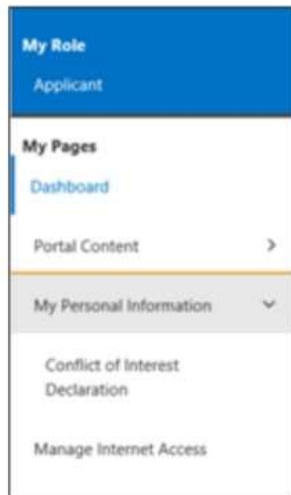 My Role
Applicant
My Pages
Dashboard
Portal Content
My Personal Information
Conflict of Interest
Declaration
Manage Internet Access